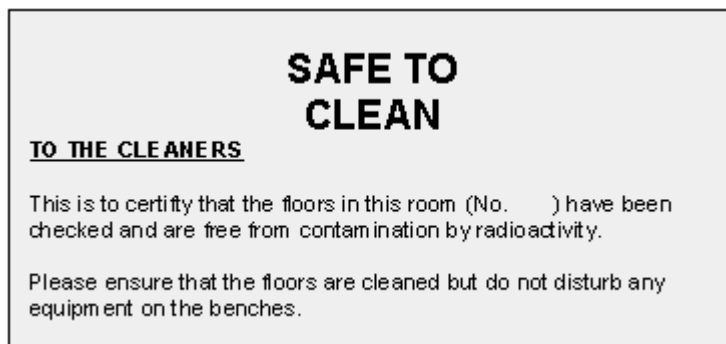 SAFE TO
CLEAN
TO THE CLEANERS
This is to certifty that the floors in this room (No.      ) have been
checked and are free from contamination by radioactivity.
Please ensure that the floors are cleaned but do not disturb any
equipment on the benches.